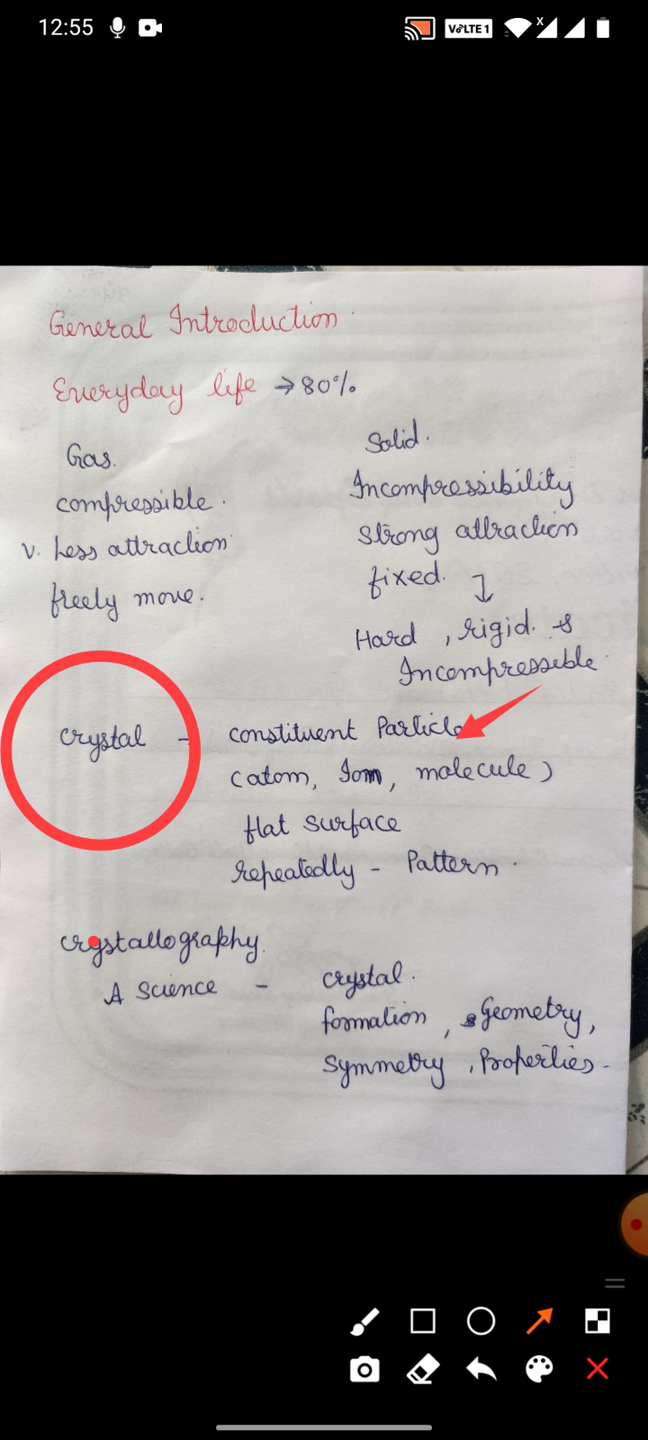 12:55
VoLTE 1
General Introduction
Everyday life → 80%
Gas.
compressible.
v. Less attraction
freely move.
Solid.
Incompressibility
Strong attraction
fixed.
Hard, rigid &
Incompressible
crystal - constituent Particle
(atom, Iom, molecule)
flat surface
repeatedly - Pattern.
crystallography.
A Science - crystal.
formation, Geometry,
Symmetry, Properties-